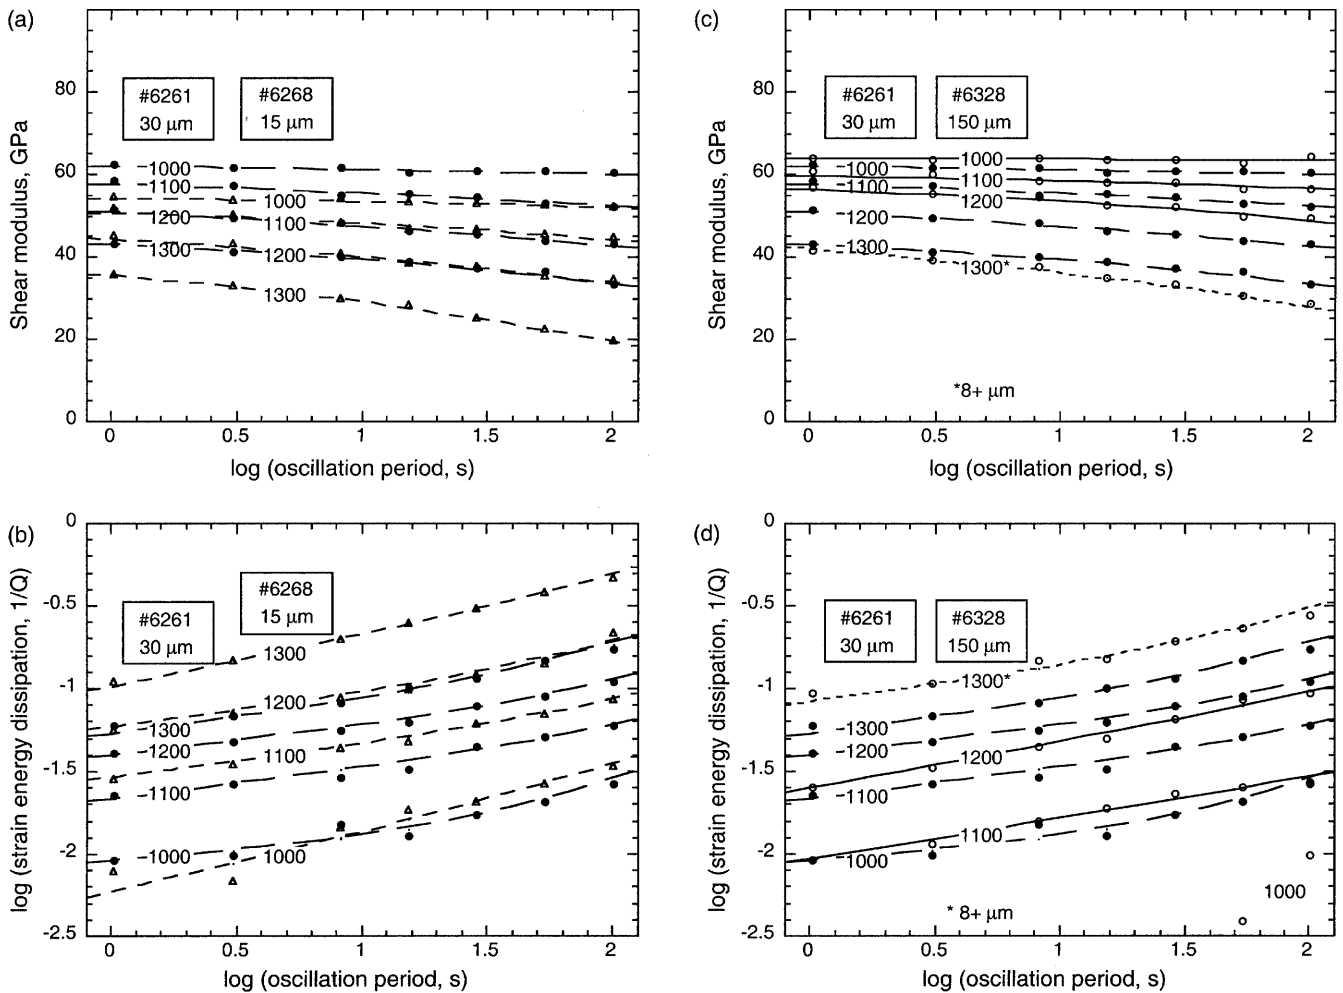 (a)
80
60
40
20
0
Shear modulus, GPa
#6261
30 μm
#6268
15 μm
1000
1100
1000
1200
1100
1300
1200
1300
0 0.5 1 1.5 2
log (oscillation period, s)
(c)
80
60
40
20
0
Shear modulus, GPa
#6261
30 μm
#6328
150 μm
1000
1000
1100
1100
1200
1200
1300
1300*
*8+ μm
0 0.5 1 1.5 2
log (oscillation period, s)
(b)
0
-0.5
-1
-1.5
-2
-2.5
log (strain energy dissipation, 1/Q)
#6261
30 μm
#6268
15 μm
1300
1200
1300
1200
1100
1100
1000
1000
0 0.5 1 1.5 2
log (oscillation period, s)
(d)
0
-0.5
-1
-1.5
-2
-2.5
log (strain energy dissipation, 1/Q)
#6261
30 μm
#6328
150 μm
1300*
1300
1200
1200
1100
1100
1000
1000
* 8+ μm
0 0.5 1 1.5 2
log (oscillation period, s)